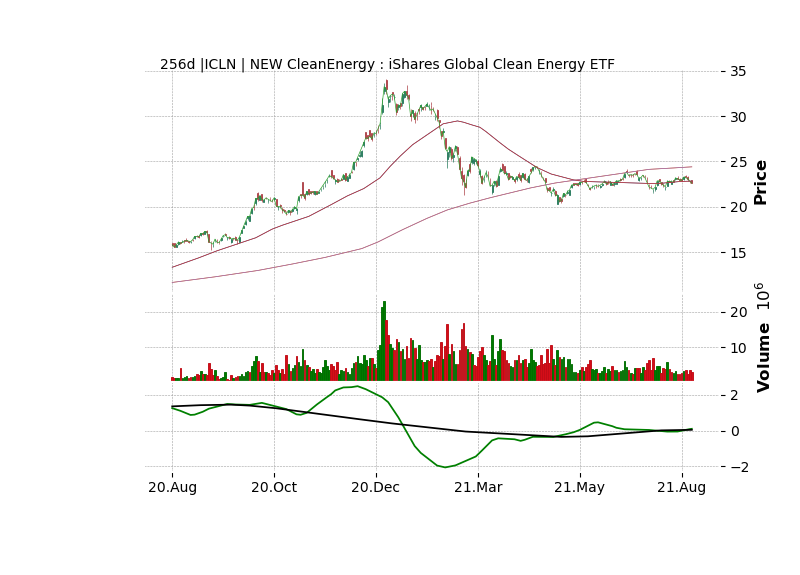 256d |ICLN | NEW CleanEnergy : iShares Global Clean Energy ETF
35
30
25
20
15
Price
20
10
Volume 10^6
2
0
−2
20.Aug 20.Oct 20.Dec 21.Mar 21.May 21.Aug